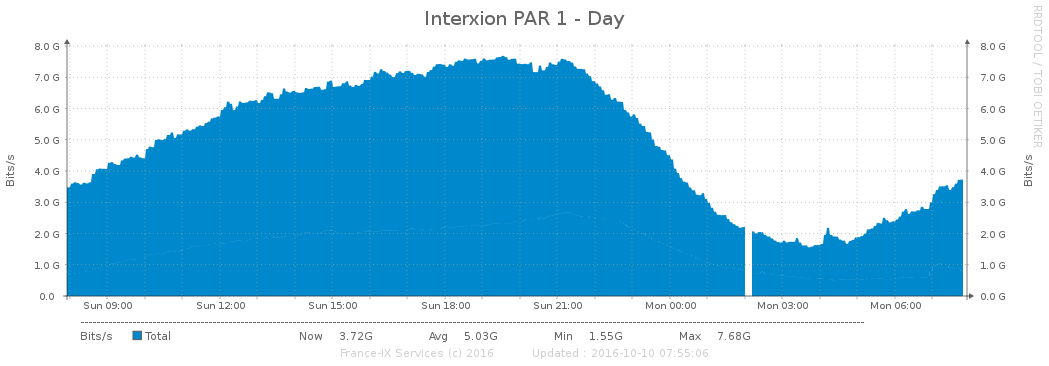 Interxion PAR 1 - Day
RRDTOOL / TOBI OETIKER
Bits/s
8.0 G 8.0 G
7.0 G 7.0 G
6.0 G 6.0 G
5.0 G 5.0 G
4.0 G 4.0 G
3.0 G 3.0 G
2.0 G 2.0 G
1.0 G 1.0 G
0.0 0.0 G
Bits/s
Sun 09:00 Sun 12:00 Sun 15:00 Sun 18:00 Sun 21:00 Mon 00:00 Mon 03:00 Mon 06:00
Bits/s Total Now 3.72G Avg 5.03G Min 1.55G Max 7.68G
France-IX Services (c) 2016 Updated : 2016-10-10 07:55:06